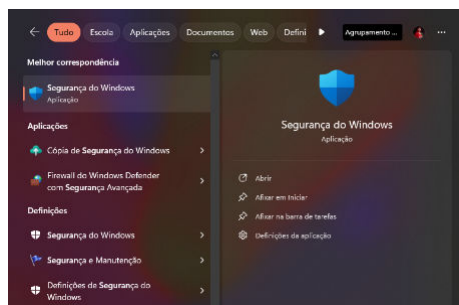 Tudo Escola Aplicações Documentos Web Defini Agrupamento ...
Melhor correspondência
Segurança do Windows
Aplicação
Aplicações
Cópia de Segurança do Windows
Firewall do Windows Defender
com Segurança Avançada
Definições
Segurança do Windows
Segurança e Manutenção
Definições de Segurança do
Windows
Segurança do Windows
Aplicação
Abrir
Afixar em Iniciar
Afixar na barra de tarefas
Definições da aplicação